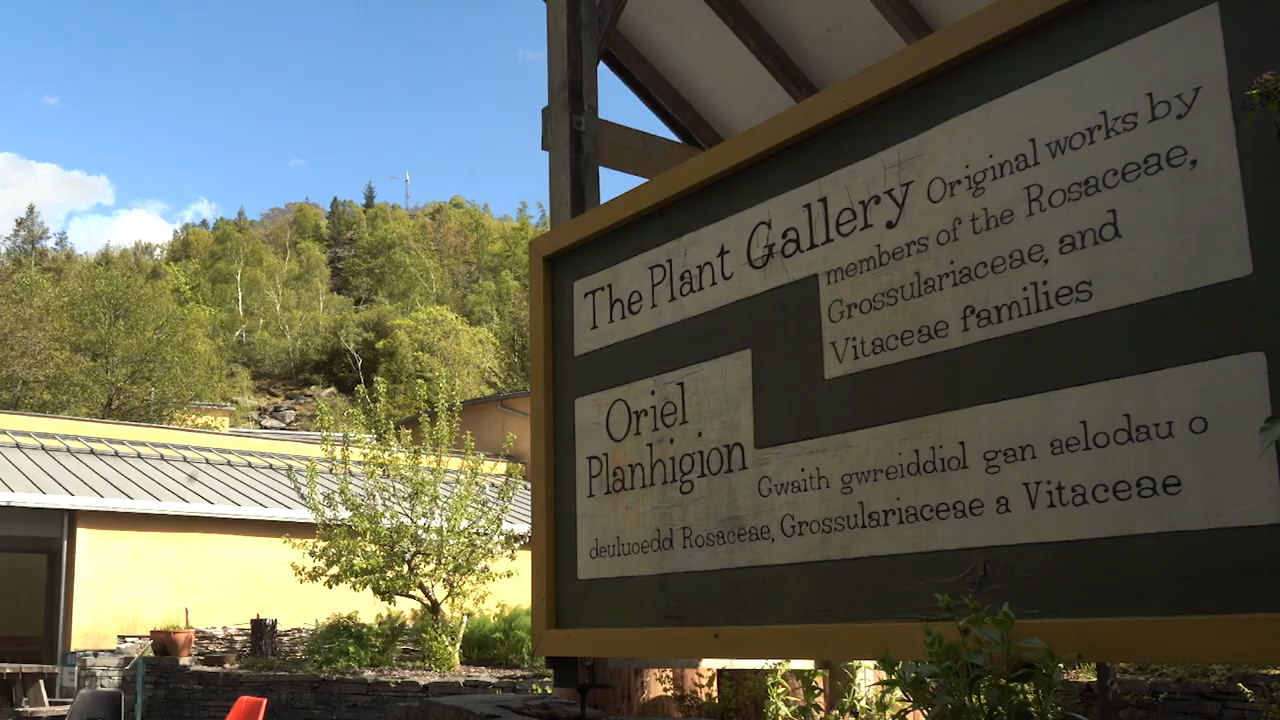 The Plant Gallery Original works by
members of the Rosaceae,
Grossulariaceae, and
Vitaceae families
Oriel
Planhigion
Gwaith gwreiddiol gan aelodau o
deuluoedd Rosaceae, Grossulariaceae a Vitaceae